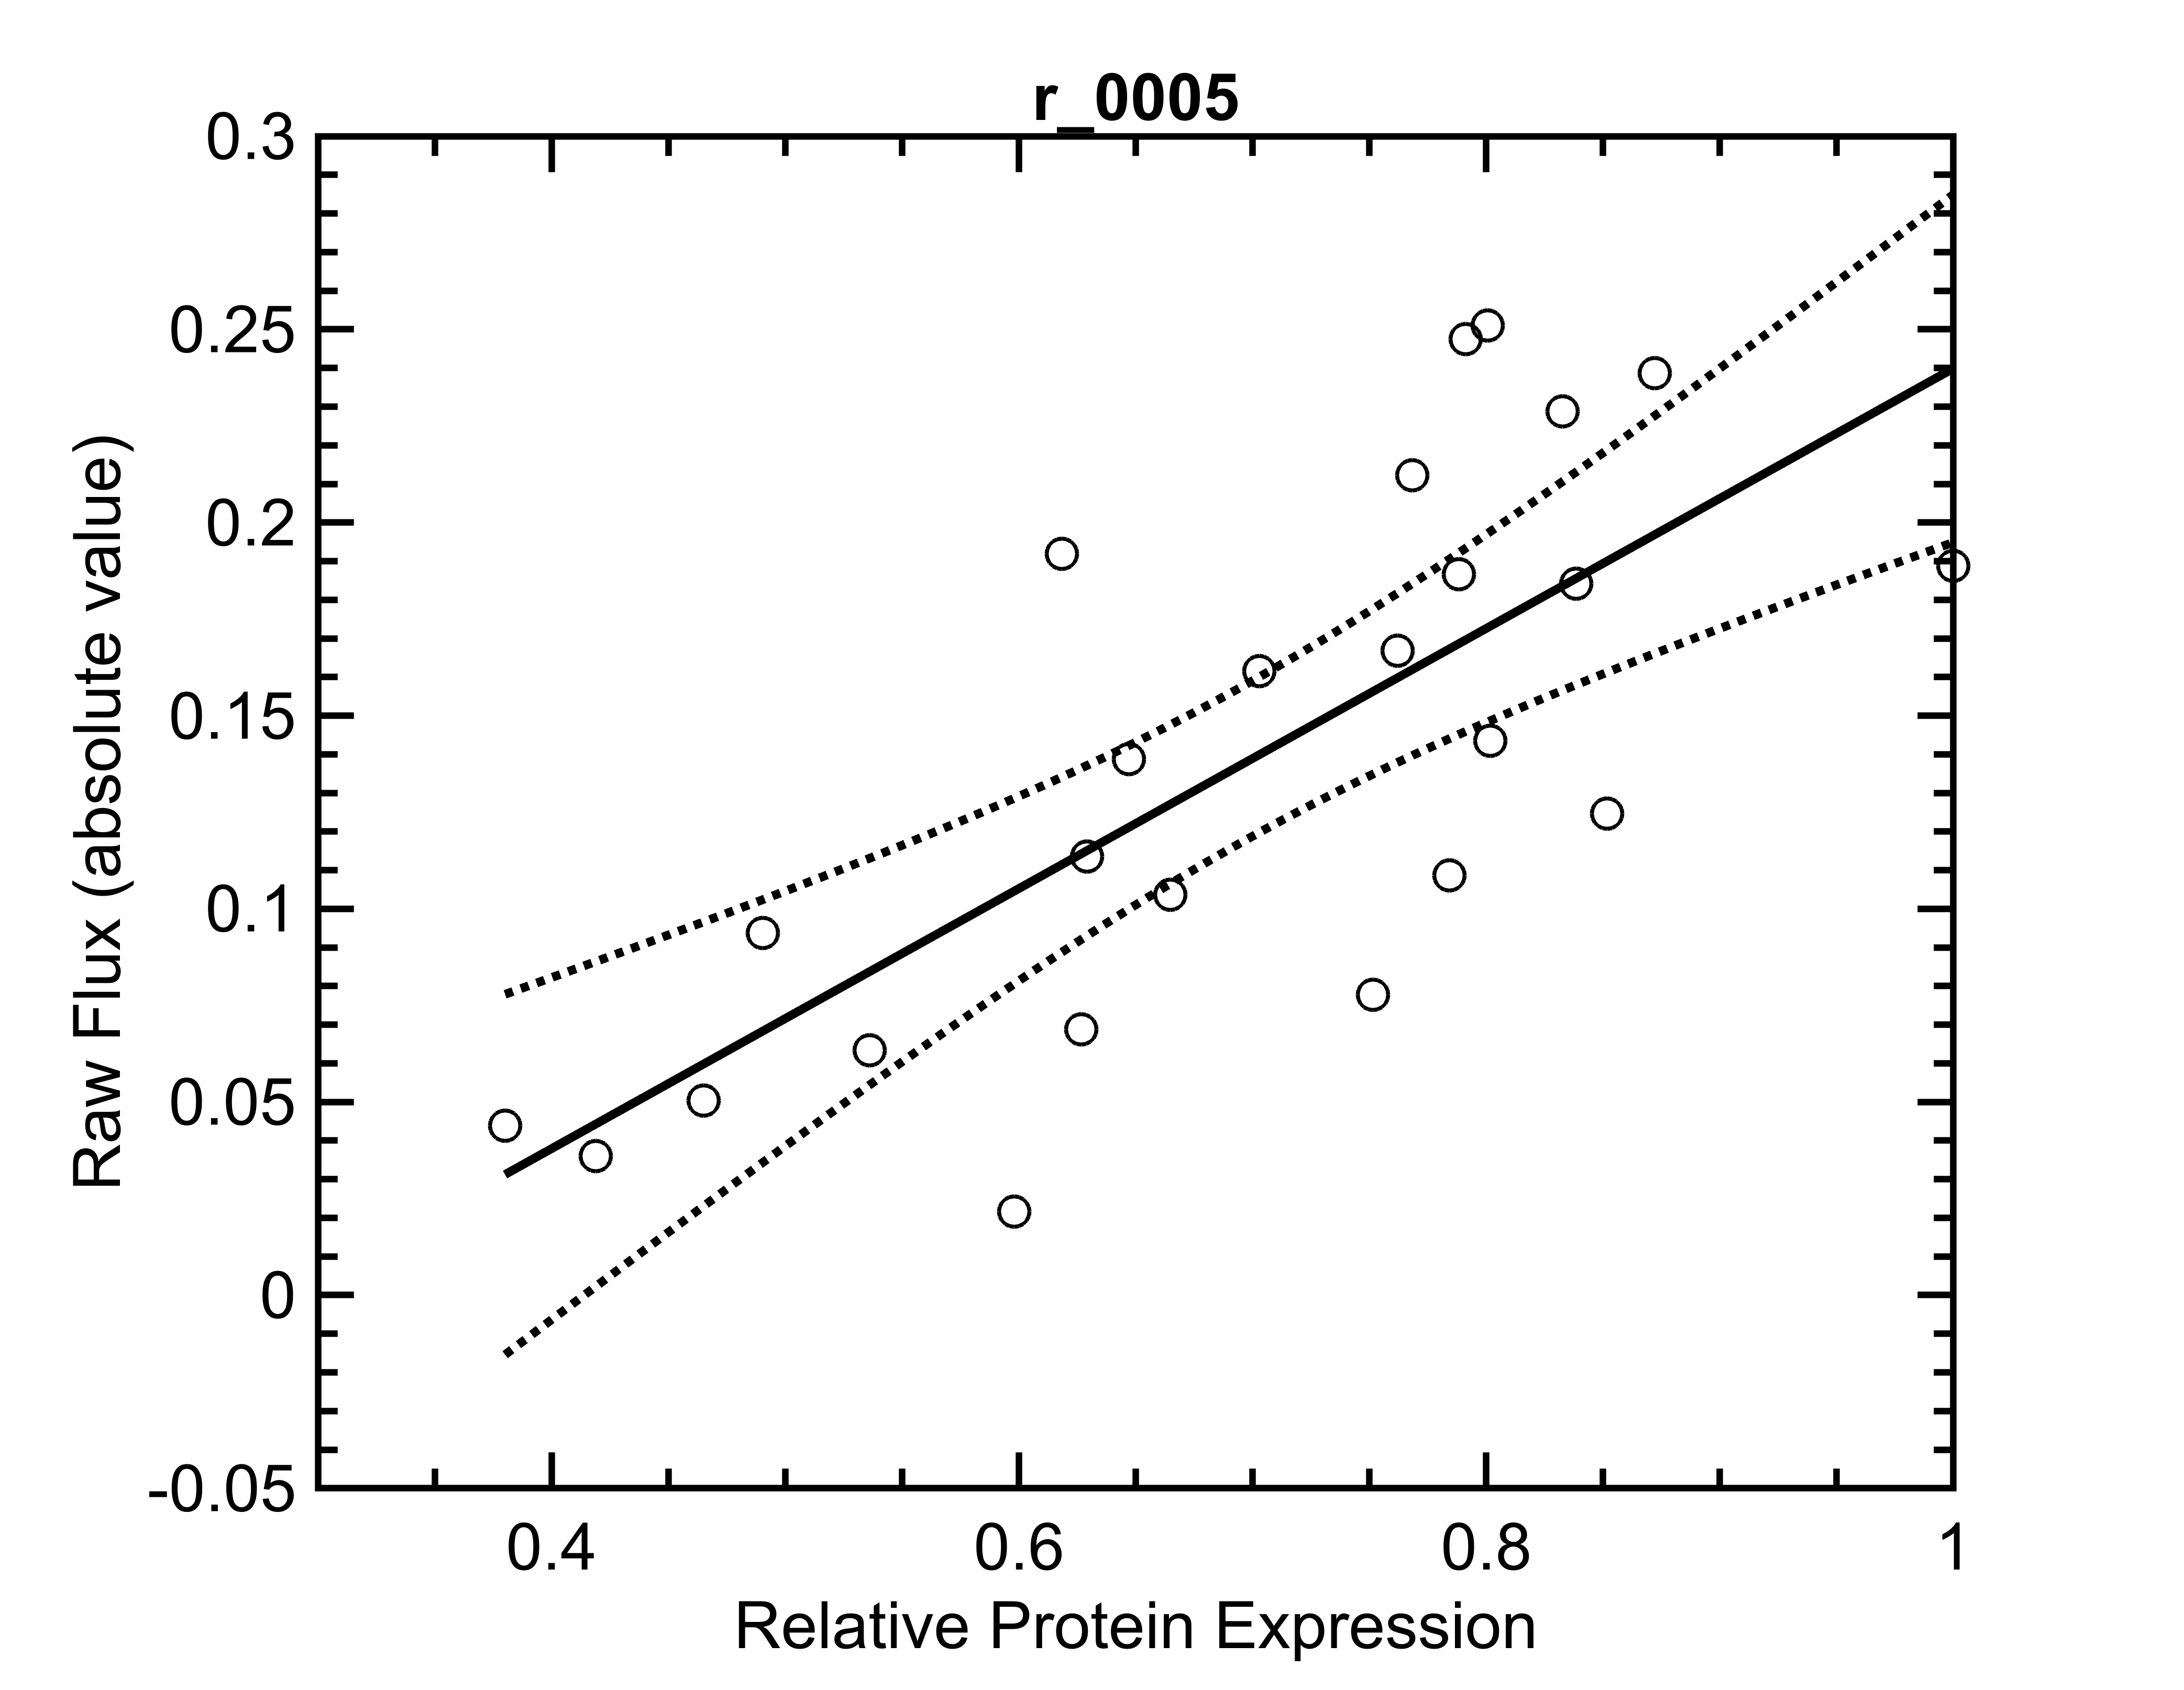 r_0005
0.3
0.25
0.2
0.15
0.1
0.05
0
-0.05
Raw Flux (absolute value)
0.4 0.6 0.8 1
Relative Protein Expression